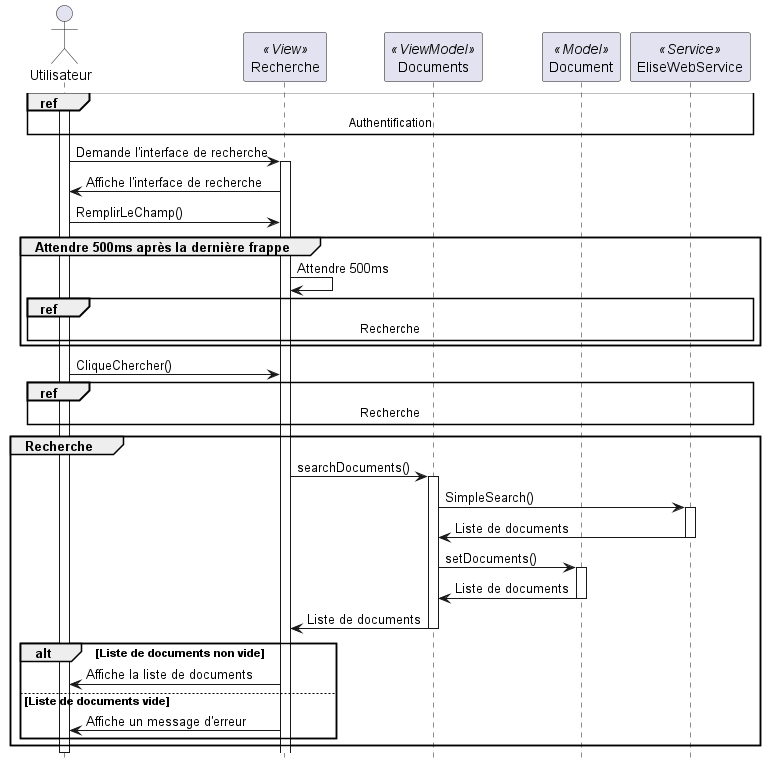 « View»
« ViewModel»
« Model»
« Service»
Utilisateur
Recherche
Documents
Document
EliseWebService
ref
Authentification
Demande l'interface de recherche
Affiche l'interface de recherche
RemplirLeChamp()
Attendre 500ms après la dernière frappe
Attendre 500ms
ref
Recherche
CliqueChercher()
ref
Recherche
Recherche
searchDocuments()
SimpleSearch()
Liste de documents
setDocuments()
Liste de documents
Liste de documents
alt [Liste de documents non vide]
Affiche la liste de documents
[Liste de documents vide]
Affiche un message d'erreur